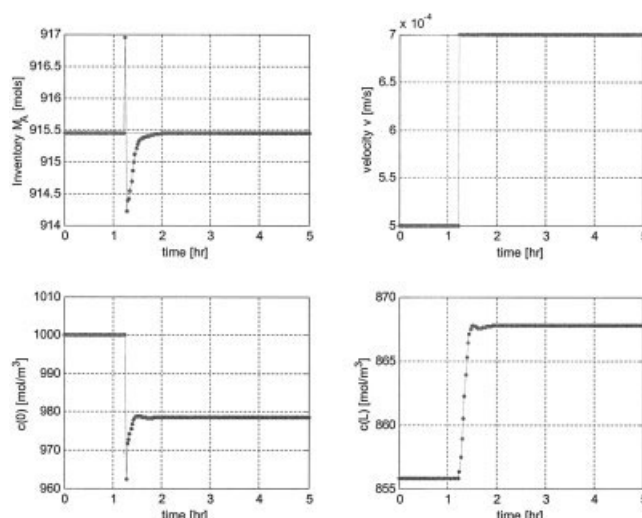 917
916.5
916
915.5
915
914.5
914
Inventory M_A [mols]
0 1 2 3 4 5
time [hr]
x 10^-4
7
6.5
6
5.5
5
velocity v [m/s]
0 1 2 3 4 5
time [hr]
1010
1000
990
980
970
960
c(0) [mol/m^3]
0 1 2 3 4 5
time [hr]
870
865
860
855
c(L) [mol/m^3]
0 1 2 3 4 5
time [hr]